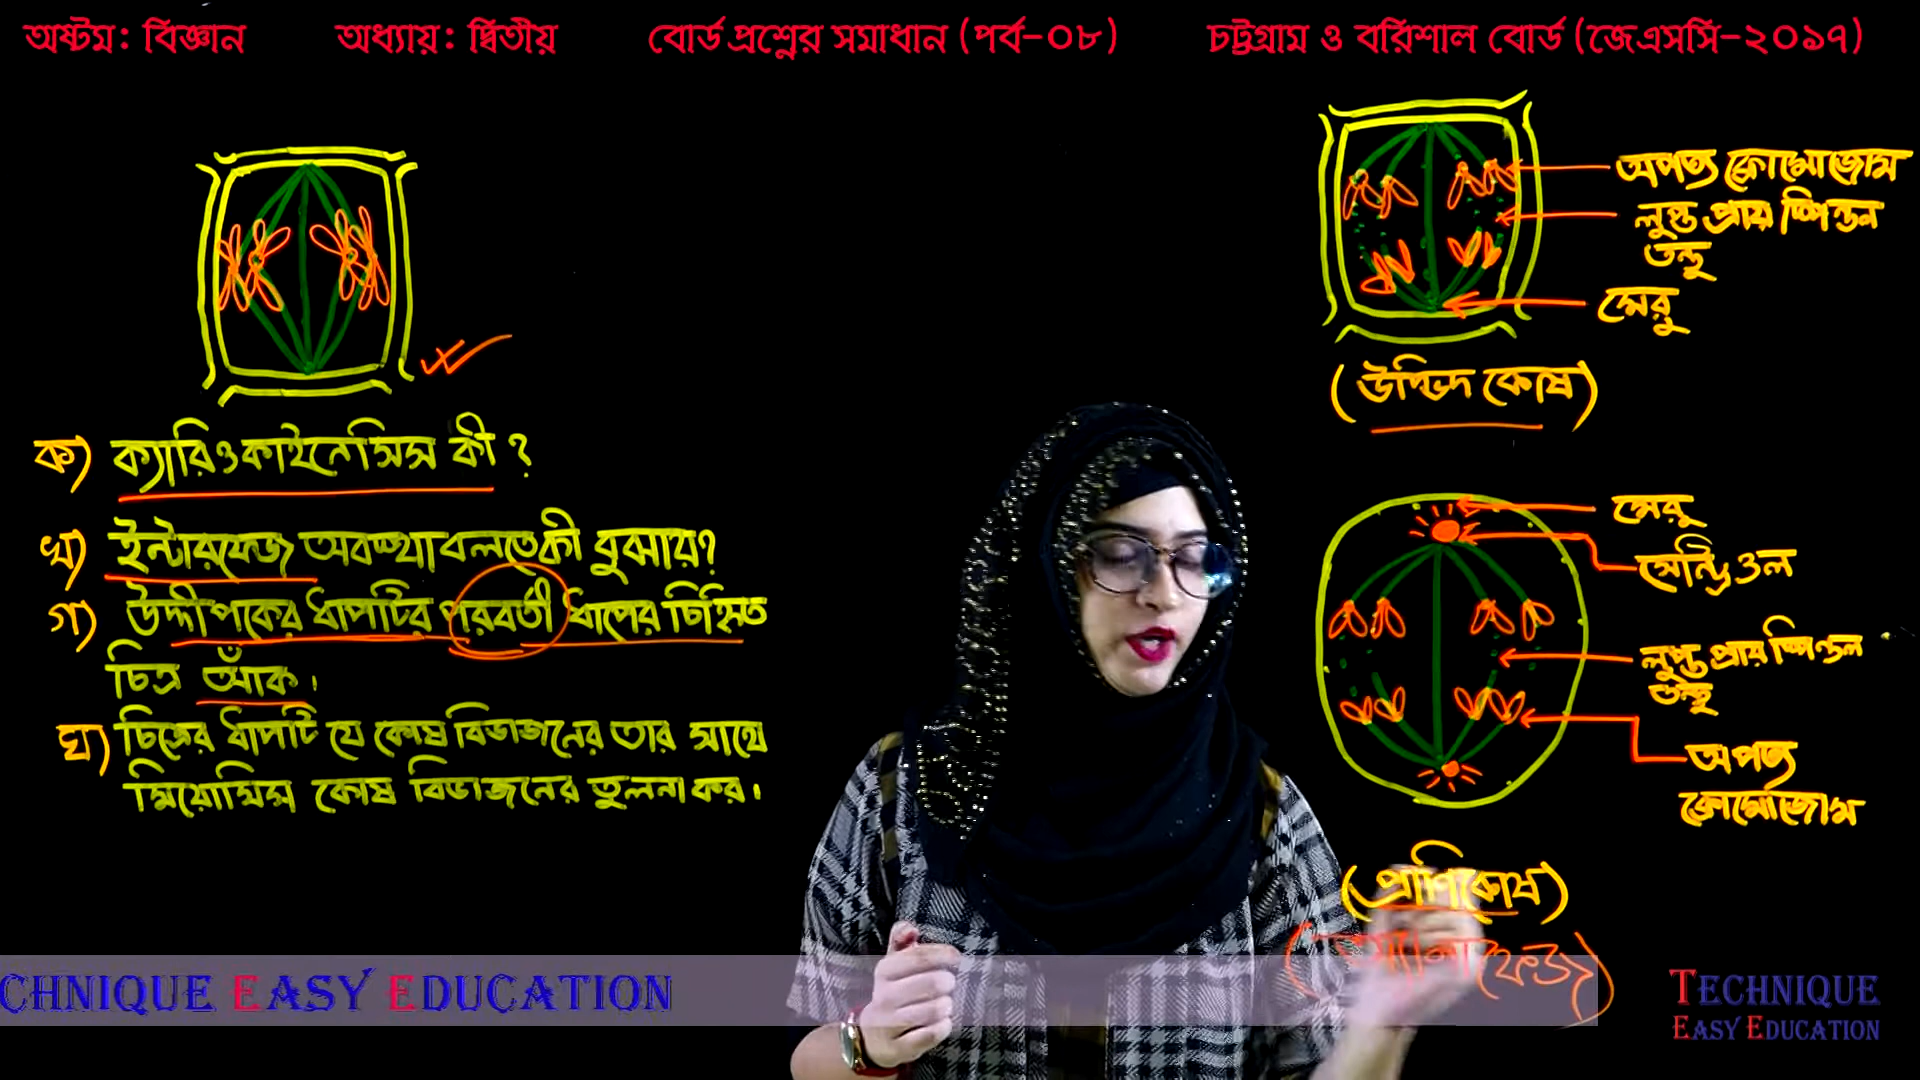 অষ্টম: বিজ্ঞান অধ্যায়: দ্বিতীয় বোর্ড প্রশ্নের সমাধান (পর্ব-০৮) চট্টগ্রাম ও বরিশাল বোর্ড (জেএসসি-২০১৭)
ক) ক্যারিওকাইনেসিস কী ?
খ) ইন্টারফেজ অবস্থা বলতে কী বুঝায়?
গ) উদ্দীপকের ধাপটির পরবর্তী ধাপের চিহ্নিত
চিত্র আঁক।
ঘ) চিত্রের ধাপটি যে কোষ বিভাজনের তার সাথে
মিয়োসিস কোষ বিভাজনের তুলনা কর।
অপত্য ক্রোমোজোম
লুপ্ত প্রায় স্পিন্ডল
তন্তু
মেরু
(উদ্ভিদ কোষ)
মেরু
সেন্ট্রিওল
লুপ্ত প্রায় স্পিন্ডল
তন্তু
অপত্য
ক্রোমোজোম
(প্রাণিকোষ)
CHNIQUE EASY EDUCATION
TECHNIQUE
EASY EDUCATION